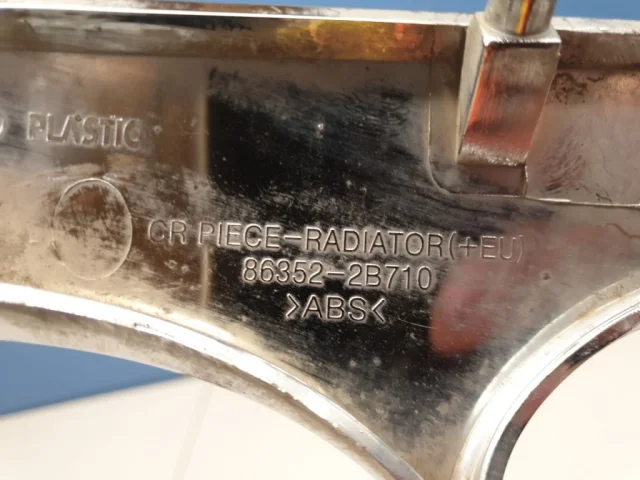 PLASTIC
CR PIECE-RADIATOR(+EU)
86352-2B710
>ABS<